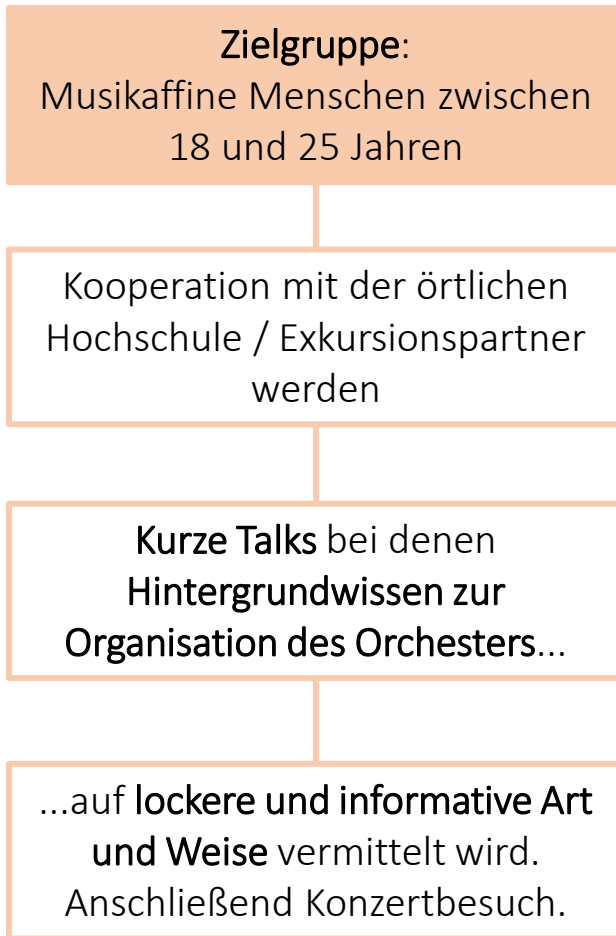 Zielgruppe:
Musikaffine Menschen zwischen
18 und 25 Jahren
Kooperation mit der örtlichen
Hochschule / Exkursionspartner
werden
Kurze Talks bei denen
Hintergrundwissen zur
Organisation des Orchesters...
...auf lockere und informative Art
und Weise vermittelt wird.
Anschließend Konzertbesuch.